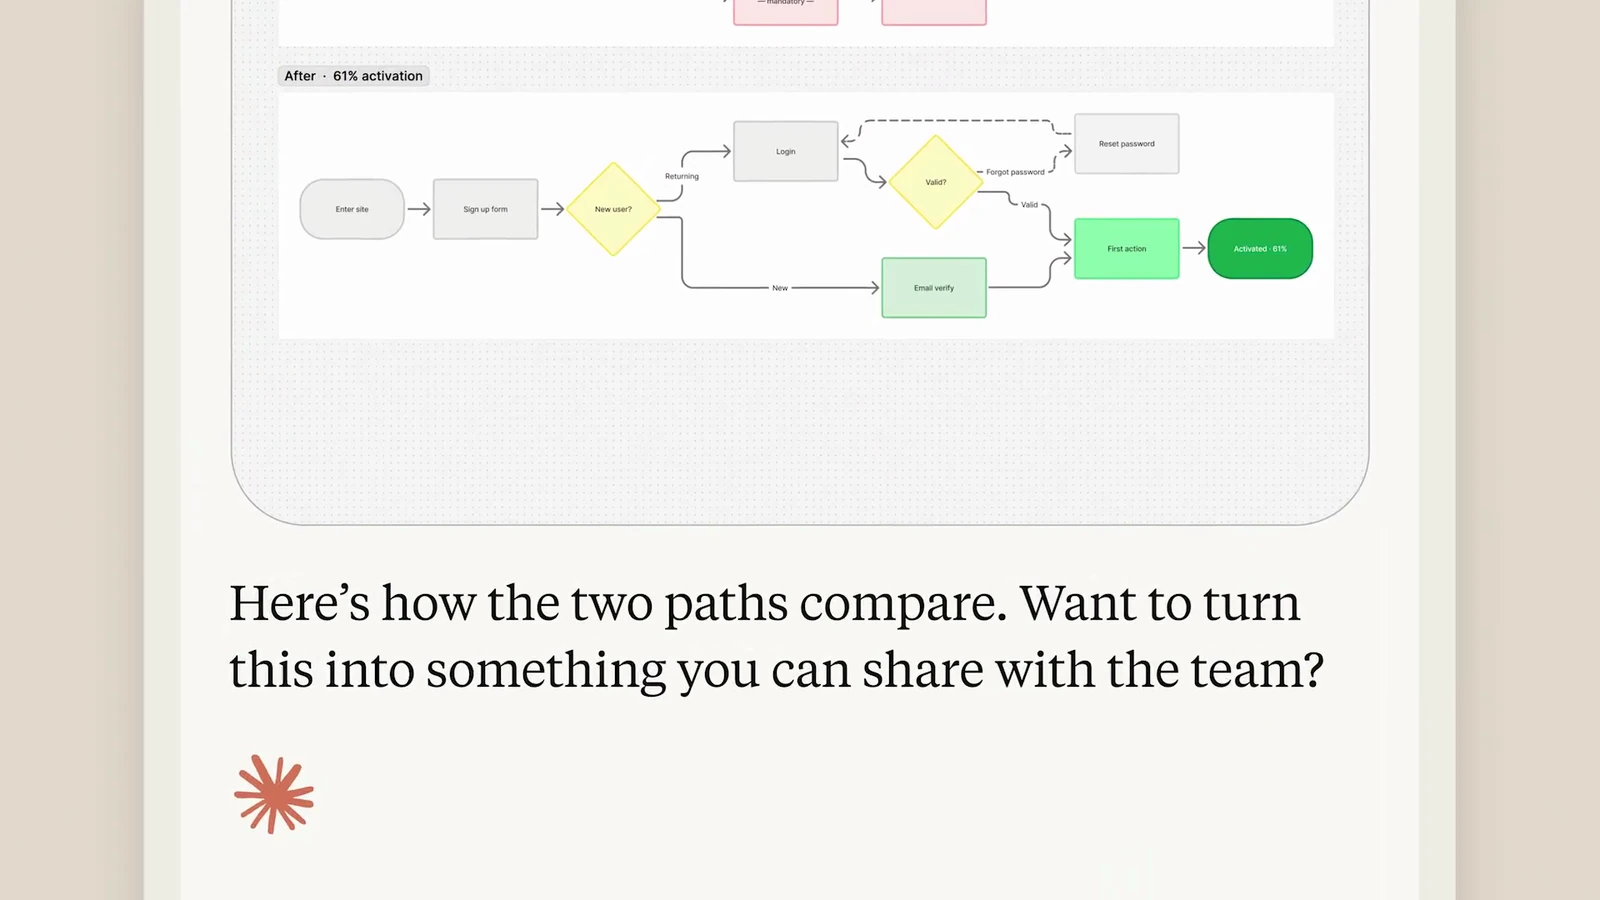 — mandatory —
After · 61% activation
Enter site
Sign up form
New user?
Returning
New
Login
Valid?
Forgot password
Valid
Reset password
Email verify
First action
Activated · 61%
Here’s how the two paths compare. Want to turn
this into something you can share with the team?